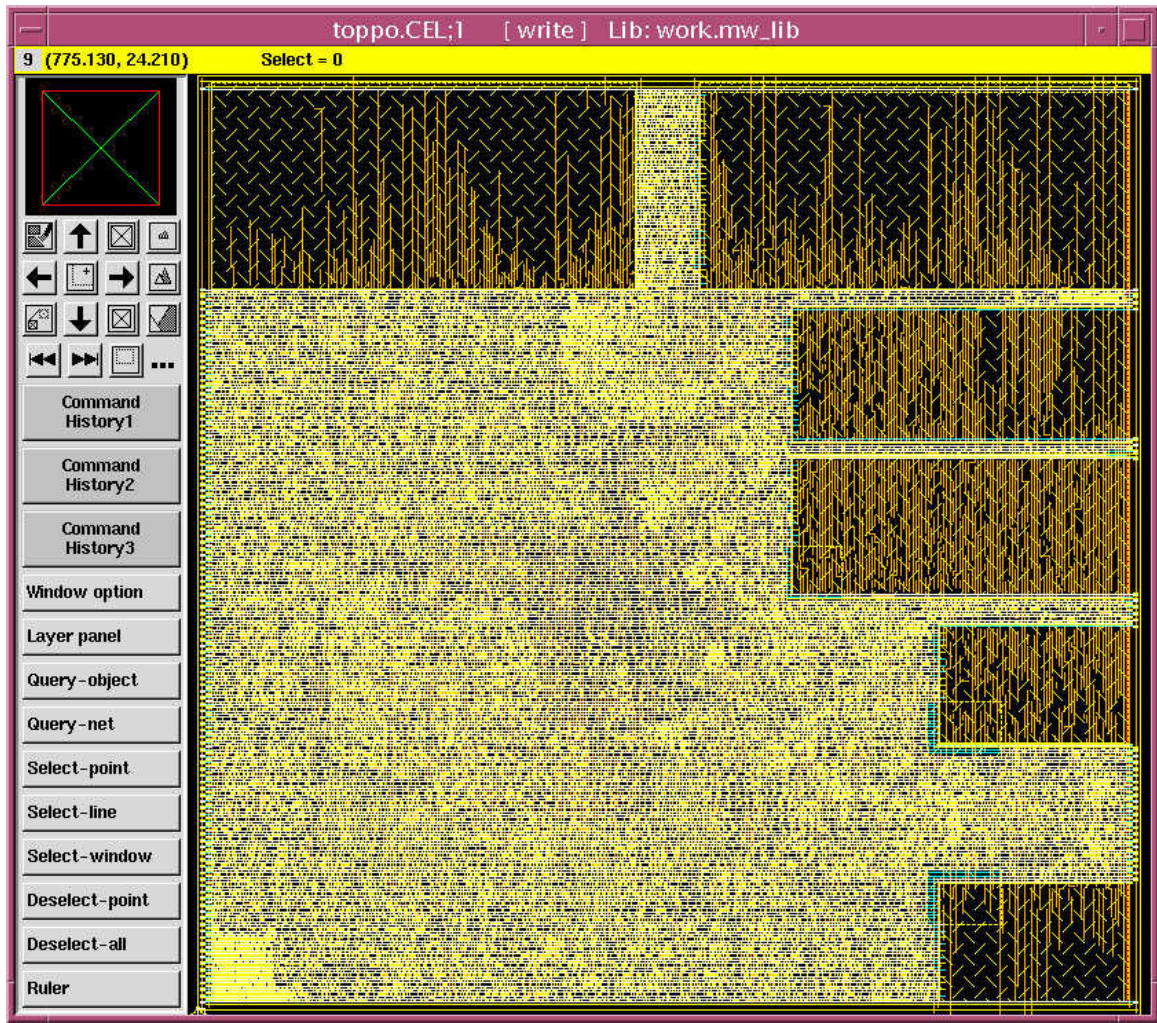 toppo.CEL;1 [ write ] Lib: work.mw_lib
9 (775.130, 24.210) Select = 0
Command
History1
Command
History2
Command
History3
Window option
Layer panel
Query-object
Query-net
Select-point
Select-line
Select-window
Deselect-point
Deselect-all
Ruler